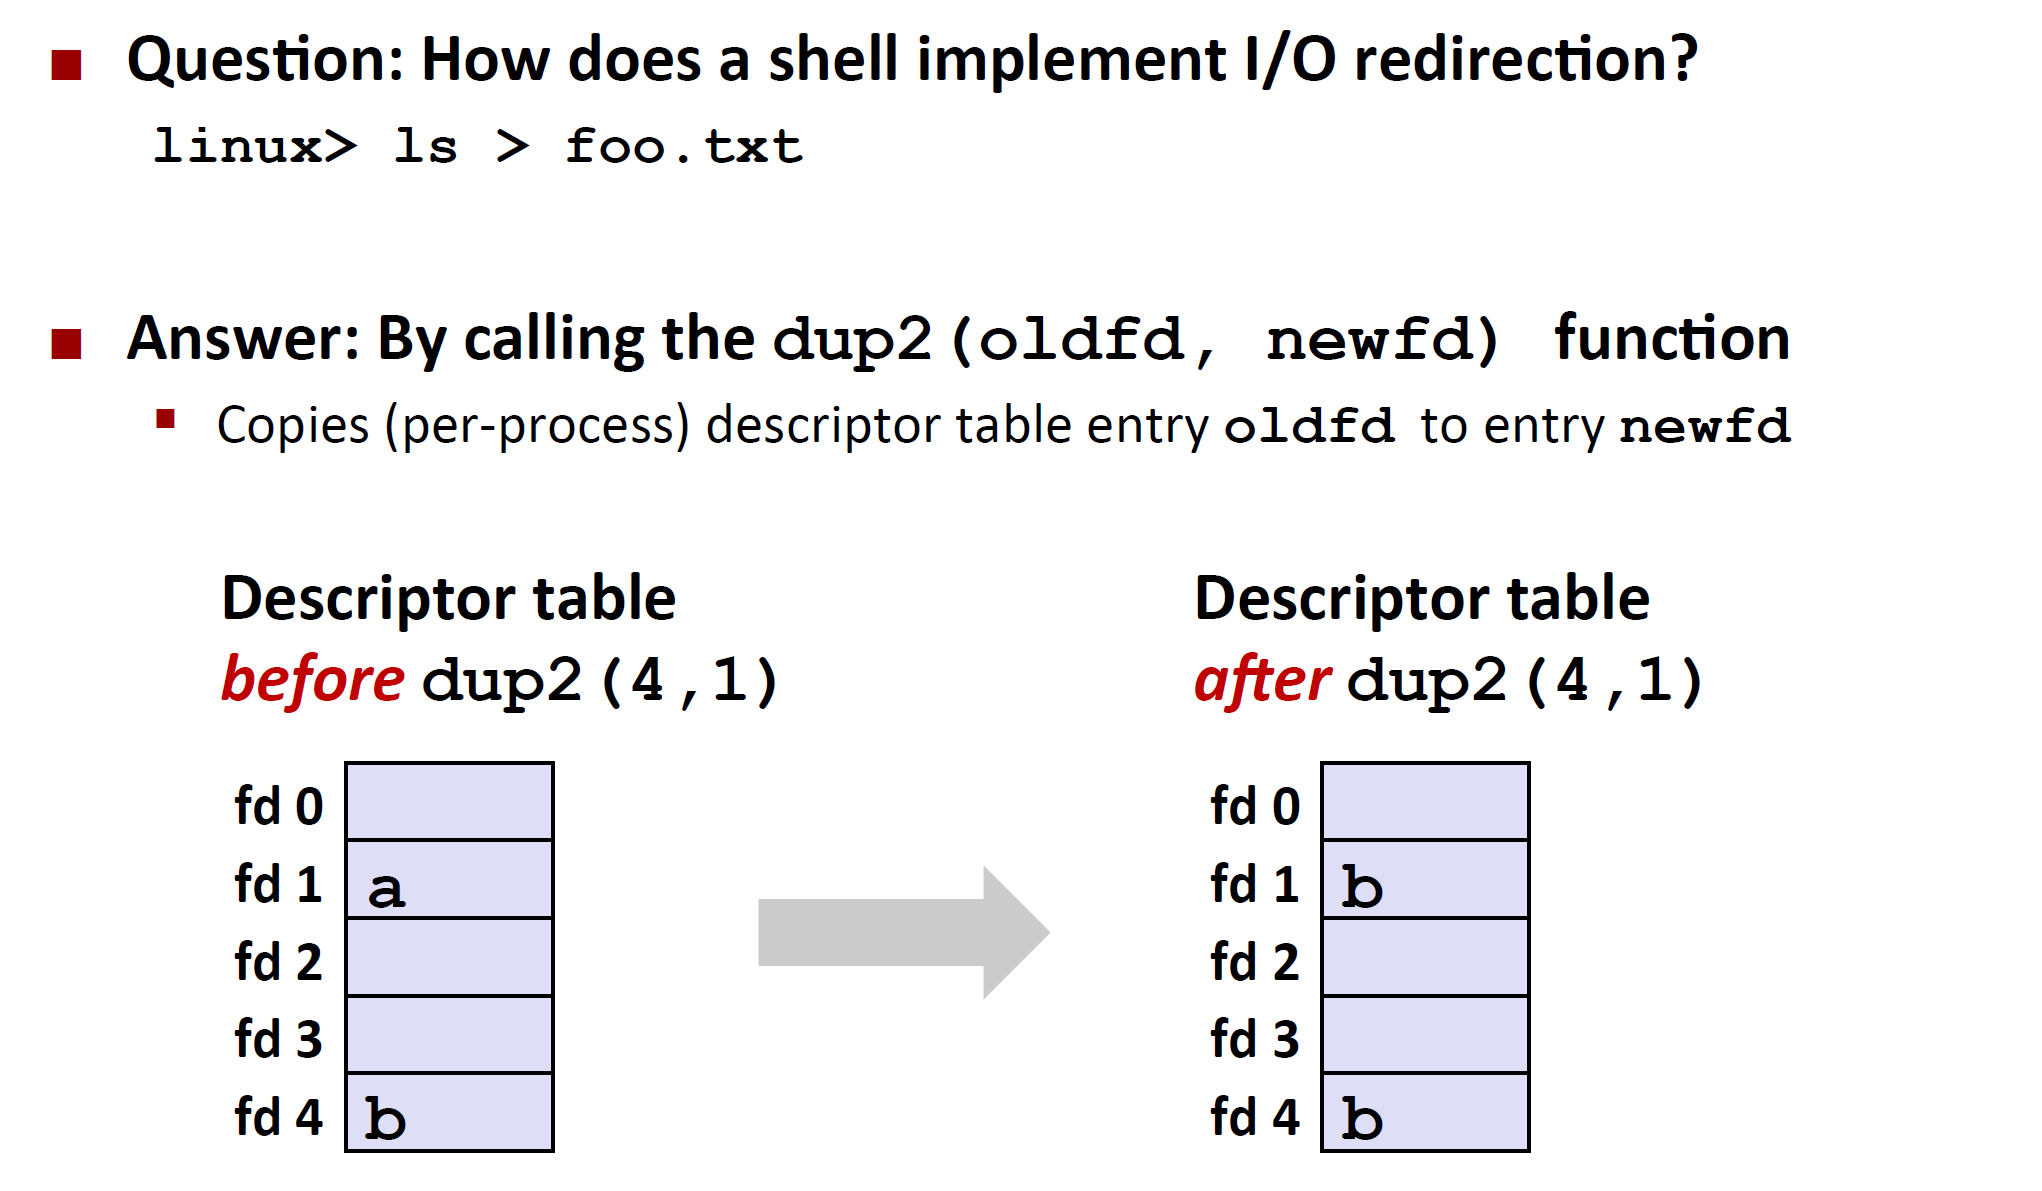 Question: How does a shell implement I/O redirection?
linux> ls > foo.txt
Answer: By calling the dup2(oldfd, newfd) function
Copies (per-process) descriptor table entry oldfd to entry newfd
Descriptor table
before dup2(4,1)
fd 0
fd 1 a
fd 2
fd 3
fd 4 b
Descriptor table
after dup2(4,1)
fd 0
fd 1 b
fd 2
fd 3
fd 4 b